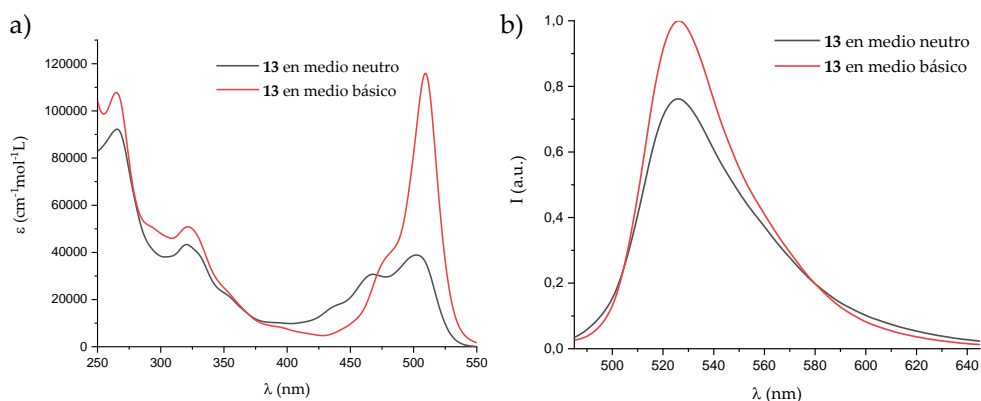 a)
13 en medio neutro
13 en medio básico
ε (cm⁻¹mol⁻¹L)
120000
100000
80000
60000
40000
20000
0
250
300
350
400
450
500
550
λ (nm)
b)
13 en medio neutro
13 en medio básico
I (a.u.)
1,0
0,8
0,6
0,4
0,2
0,0
500
520
540
560
580
600
620
640
λ (nm)